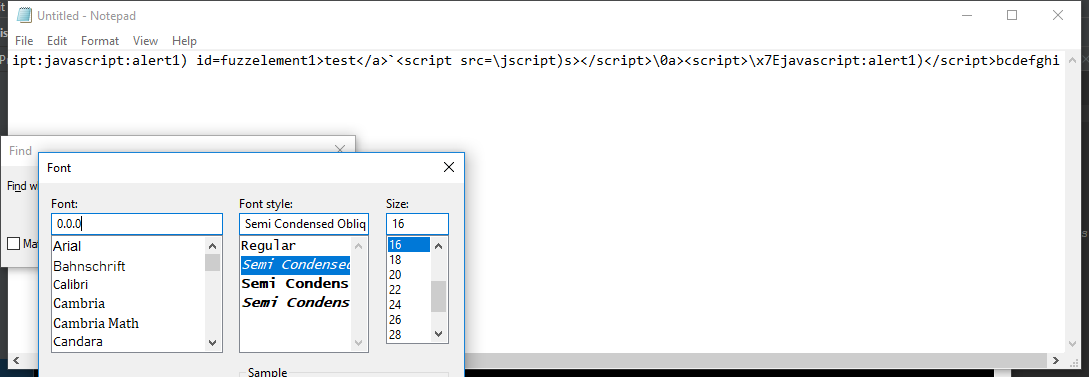 Untitled - Notepad
File Edit Format View Help
ipt:javascript:alert1) id=fuzzelement1>test</a>`<script src=\jscript)s></script>\0a><script>\x7Ejavascript:alert1)</script>bcdefghi
Find
Find w
Ma
Font
Font: Font style: Size:
0.0.0 Semi Condensed Obliq 16
Arial Regular 16
Bahnschrift Semi Condensed 18
Calibri Semi Condens 20
Cambria Semi Condens 22
Cambria Math 24
Candara 26
28
Sample